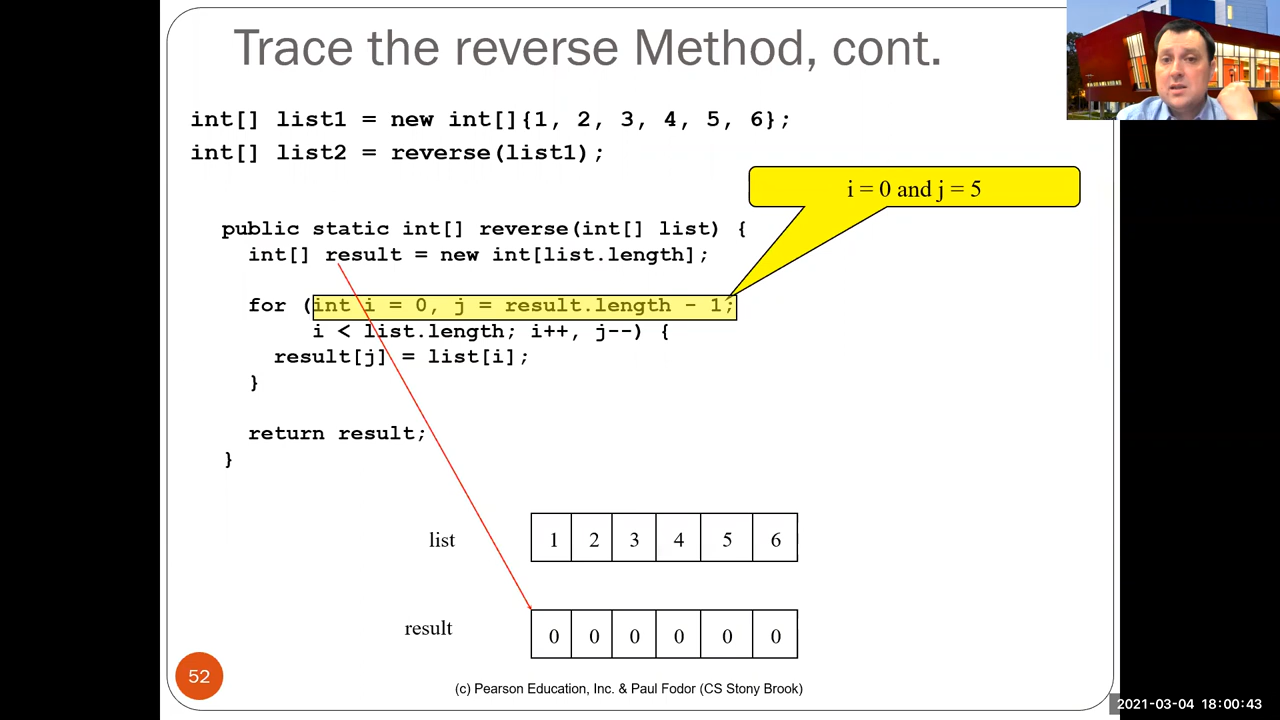 Trace the reverse Method, cont.
int[] list1 = new int[]{1, 2, 3, 4, 5, 6};
int[] list2 = reverse(list1);
i = 0 and j = 5
public static int[] reverse(int[] list) {
int[] result = new int[list.length];
for (int i = 0, j = result.length - 1;
i < list.length; i++, j--) {
result[j] = list[i];
}
return result;
}
list 1 2 3 4 5 6
result 0 0 0 0 0 0
52
(c) Pearson Education, Inc. & Paul Fodor (CS Stony Brook)
2021-03-04 18:00:43